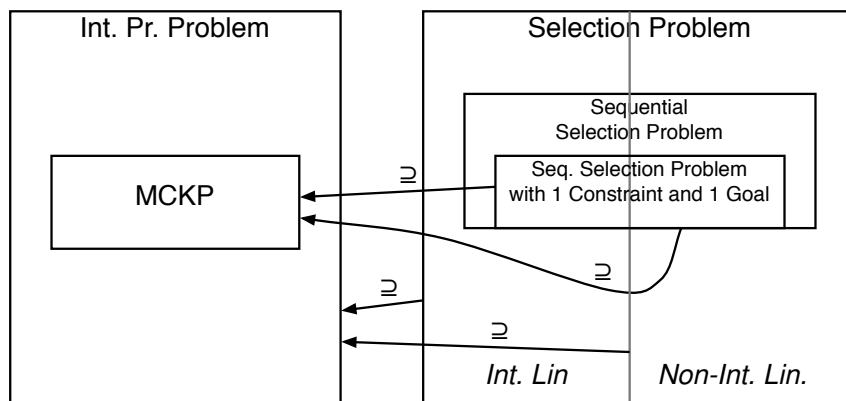 Int. Pr. Problem
Selection Problem
Sequential
Selection Problem
MCKP
Seq. Selection Problem
with 1 Constraint and 1 Goal
⊆
⊆
⊆
⊆
Int. Lin
Non-Int. Lin.